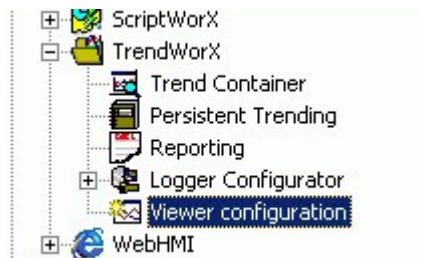 ScriptWorX
TrendWorX
Trend Container
Persistent Trending
Reporting
Logger Configurator
Viewer configuration
WebHMI